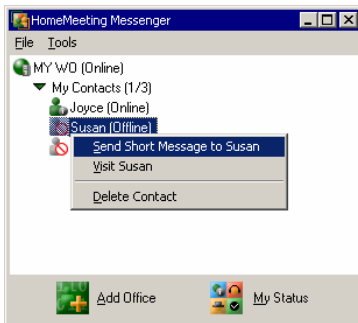 HomeMeeting Messenger
File Tools
MY WO (Online)
My Contacts (1/3)
Joyce (Online)
Susan (Offline)
Send Short Message to Susan
Visit Susan
Delete Contact
Add Office My Status